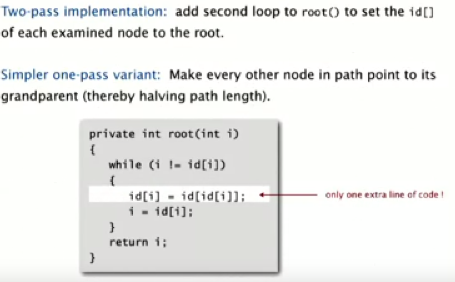 Two-pass implementation: add second loop to root() to set the id[]
of each examined node to the root.
Simpler one-pass variant: Make every other node in path point to its
grandparent (thereby halving path length).
private int root(int i)
{
while (i != id[i])
{
id[i] = id[id[i]];
only one extra line of code !
i = id[i];
}
return i;
}